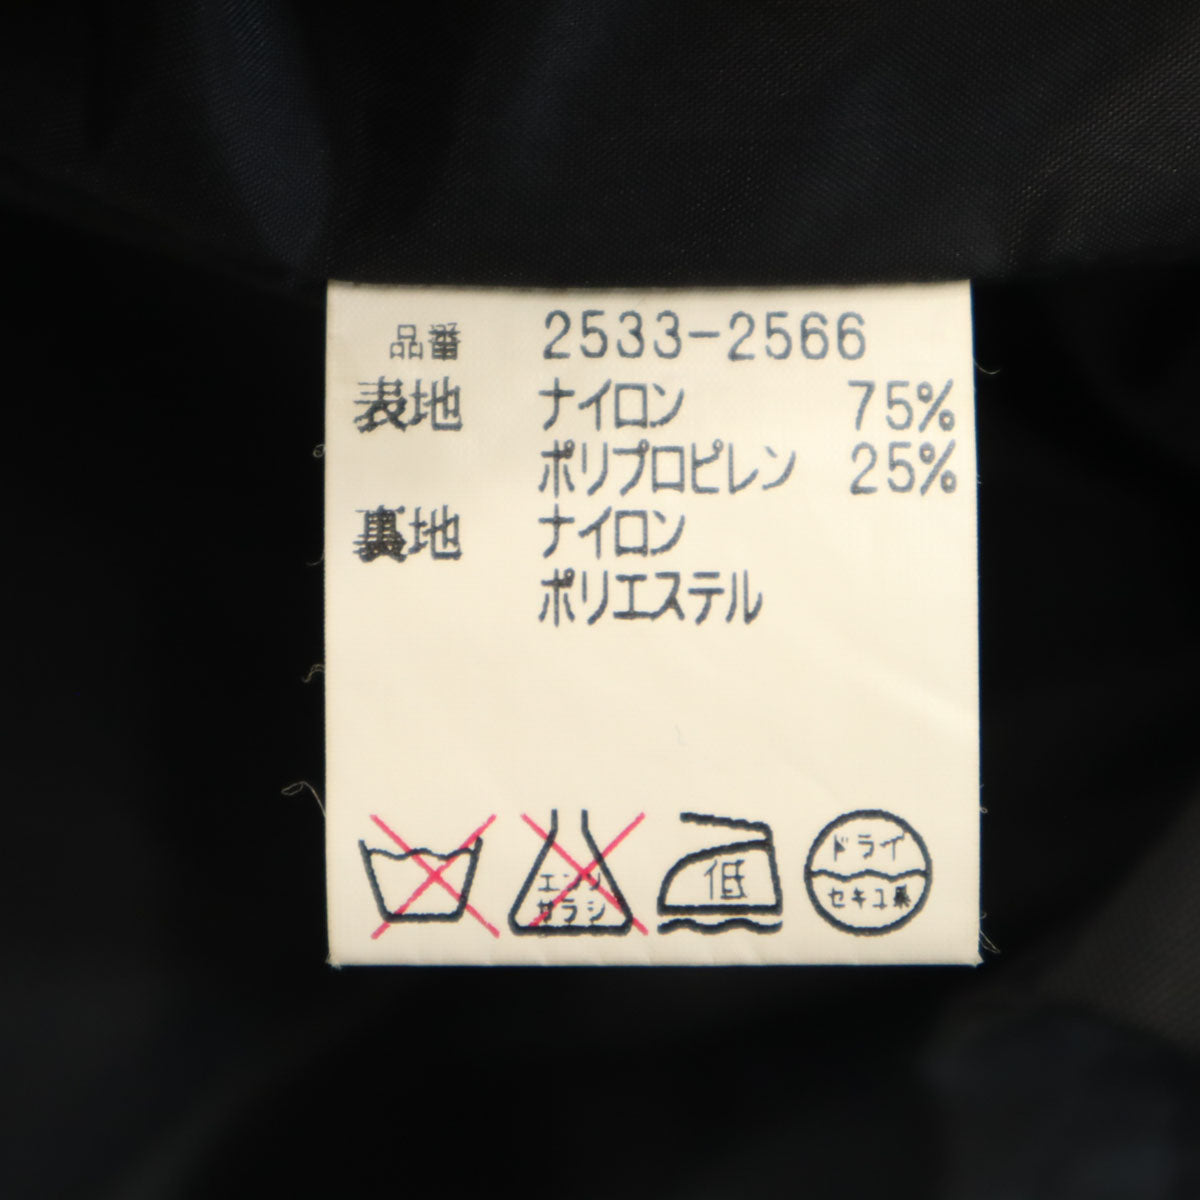 品番 2533-2566
表地 ナイロン 75%
ポリプロピレン 25%
裏地 ナイロン
ポリエステル
エンソ
サラシ
低
ドライ
セキユ系